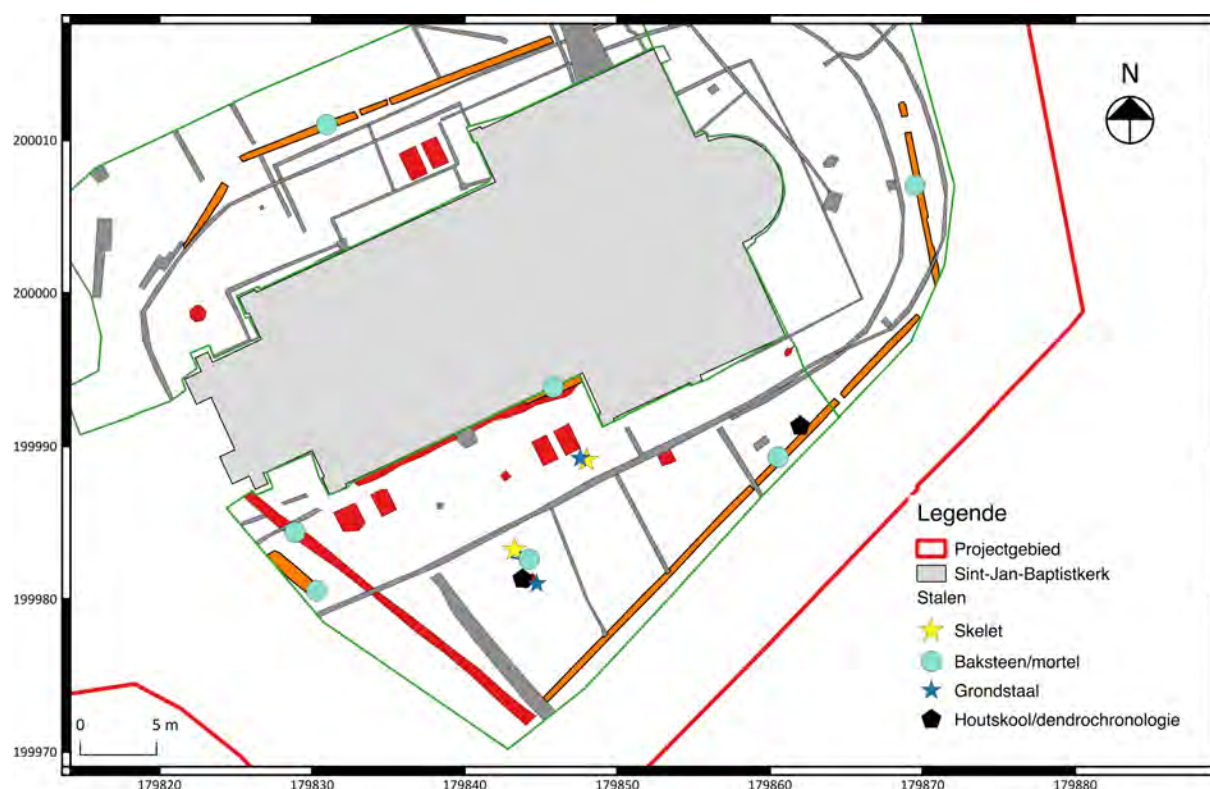 N
200010
200000
199990
199980
199970
Legende
Projectgebied
Sint-Jan-Baptistkerk
Stalen
Skelet
Baksteen/mortel
Grondstaal
Houtskool/dendrochronologie
0 5 m
179820 179830 179840 179850 179860 179870 179880